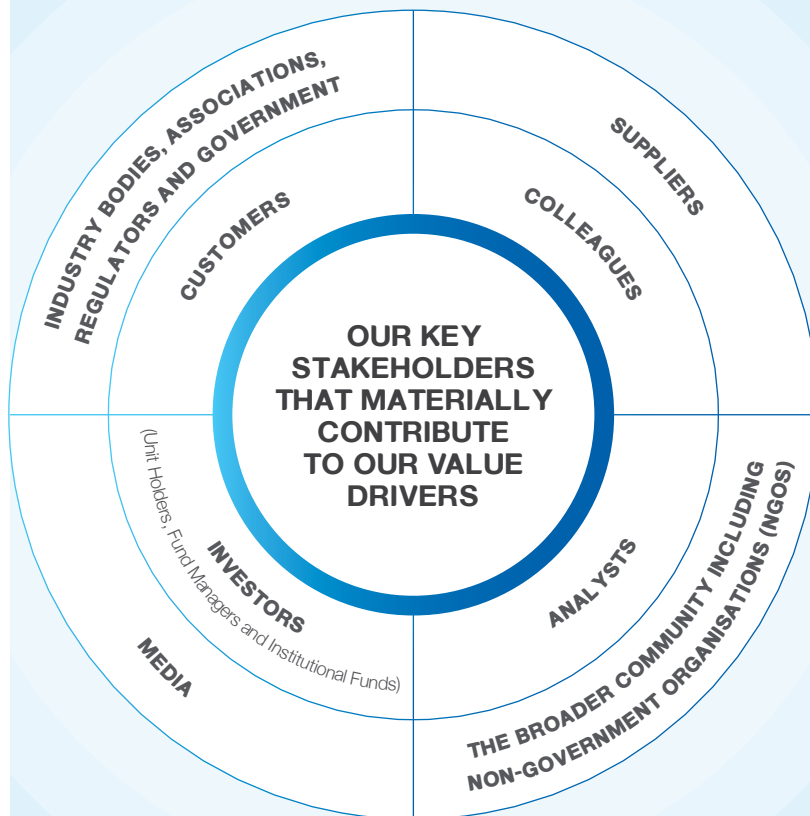 INDUSTRY BODIES, ASSOCIATIONS,
REGULATORS AND GOVERNMENT
SUPPLIERS
CUSTOMERS
COLLEAGUES
OUR KEY
STAKEHOLDERS
THAT MATERIALLY
CONTRIBUTE
TO OUR VALUE
DRIVERS
INVESTORS
(Unit Holders, Fund Managers and Institutional Funds)
ANALYSTS
MEDIA
THE BROADER COMMUNITY INCLUDING
NON-GOVERNMENT ORGANISATIONS (NGOS)